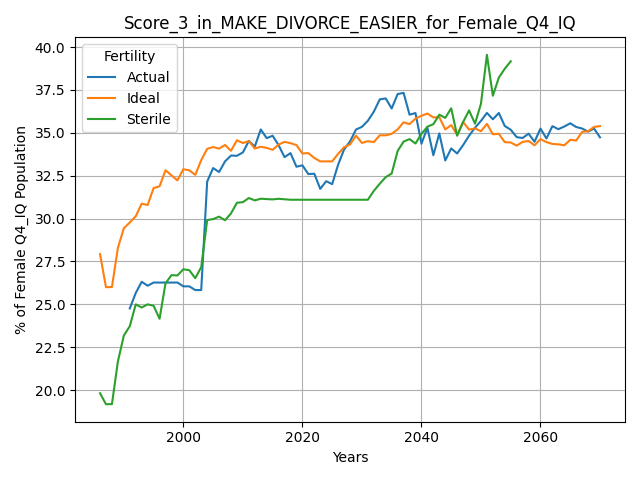 Score_3_in_MAKE_DIVORCE_EASIER_for_Female_Q4_IQ
Fertility
Actual
Ideal
Sterile
% of Female Q4_IQ Population
40.0
37.5
35.0
32.5
30.0
27.5
25.0
22.5
20.0
2000
2020
2040
2060
Years